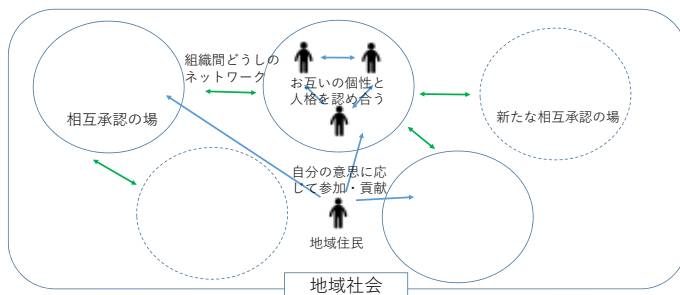 組織間どうしの
ネットワーク
お互いの個性と
人格を認め合う
相互承認の場
新たな相互承認の場
自分の意思に応
じて参加・貢献
地域住民
地域社会